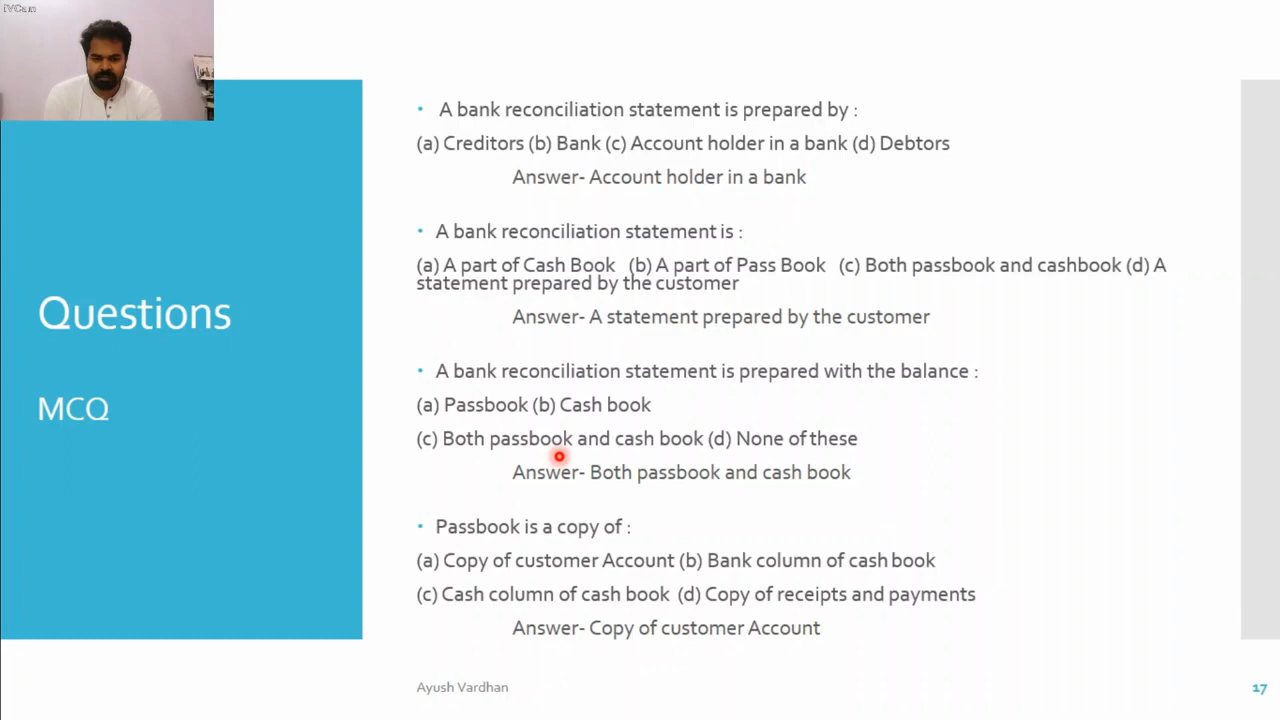 iVCam
Questions
MCQ
• A bank reconciliation statement is prepared by :
(a) Creditors (b) Bank (c) Account holder in a bank (d) Debtors
Answer- Account holder in a bank
• A bank reconciliation statement is :
(a) A part of Cash Book (b) A part of Pass Book (c) Both passbook and cashbook (d) A
statement prepared by the customer
Answer- A statement prepared by the customer
• A bank reconciliation statement is prepared with the balance :
(a) Passbook (b) Cash book
(c) Both passbook and cash book (d) None of these
Answer- Both passbook and cash book
• Passbook is a copy of :
(a) Copy of customer Account (b) Bank column of cash book
(c) Cash column of cash book (d) Copy of receipts and payments
Answer- Copy of customer Account
Ayush Vardhan
17